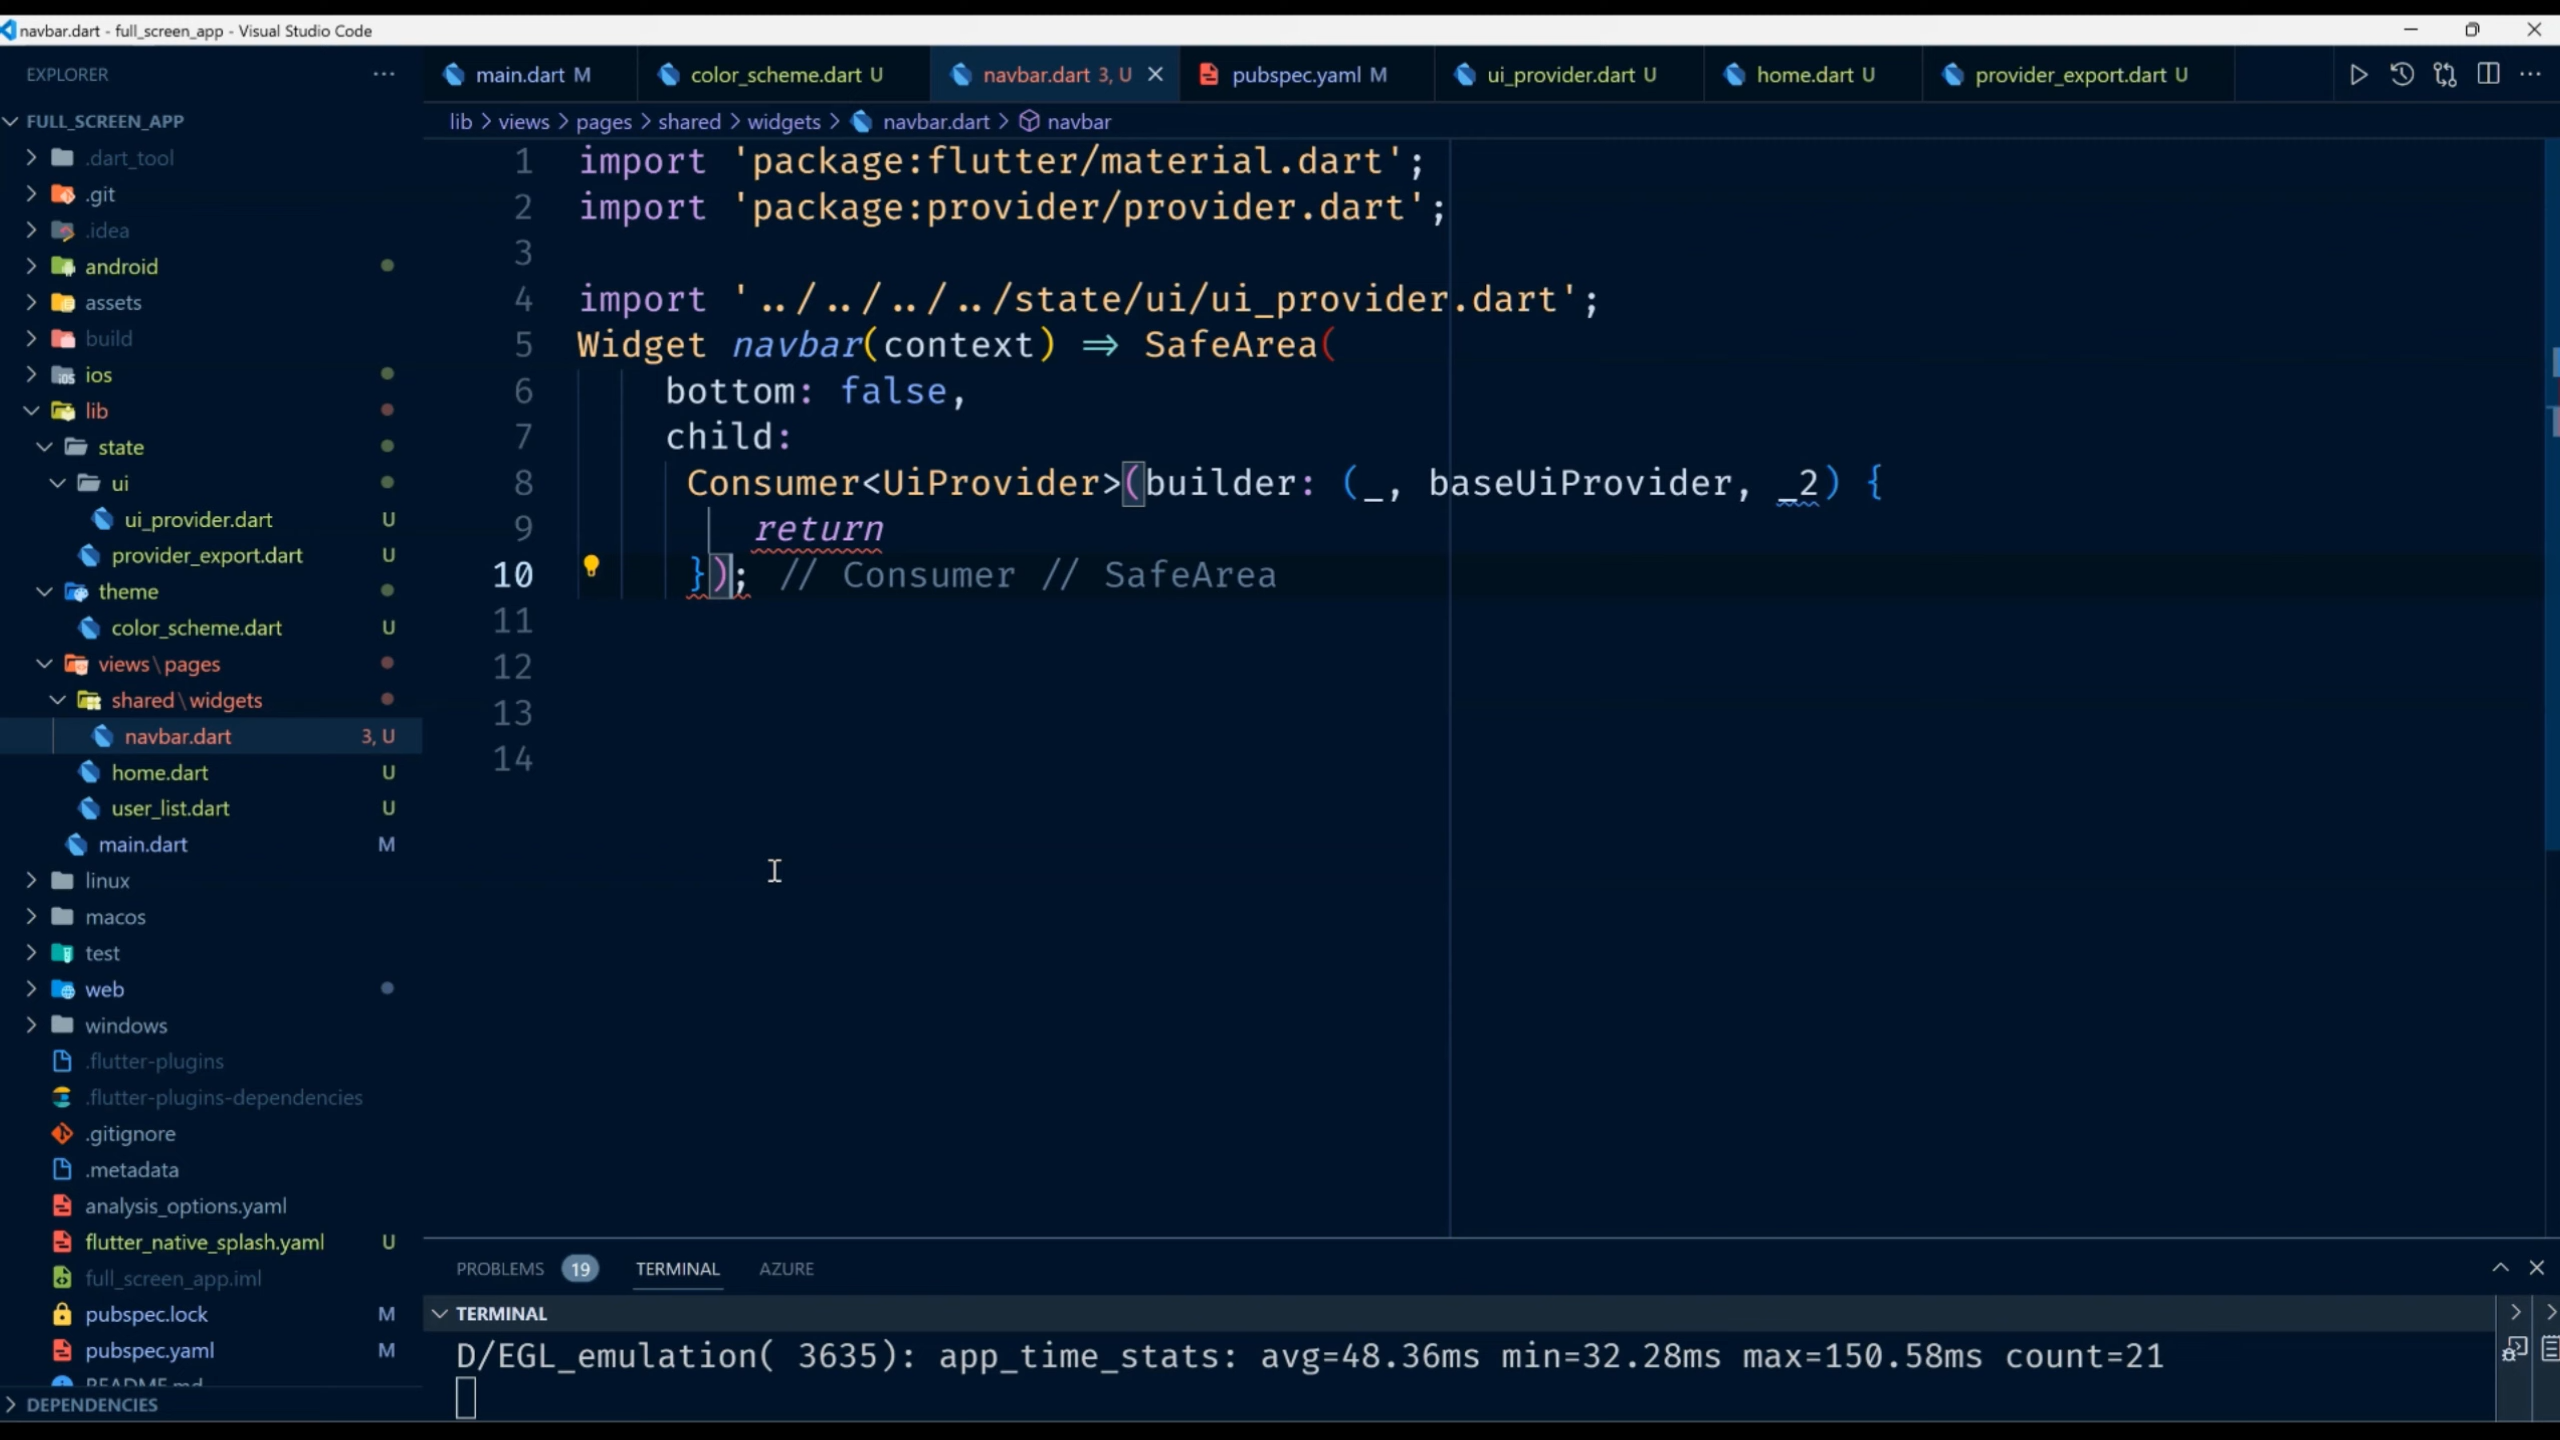 navbar.dart - full_screen_app - Visual Studio Code
EXPLORER
main.dart M
color_scheme.dart U
navbar.dart 3, U
pubspec.yaml M
ui_provider.dart U
home.dart U
provider_export.dart U
lib > views > pages > shared > widgets > navbar.dart > navbar
FULL_SCREEN_APP
.dart_tool
.git
.idea
android
assets
build
ios
lib
state
ui
ui_provider.dart U
provider_export.dart U
theme
color_scheme.dart U
views\pages
shared\widgets
navbar.dart 3, U
home.dart U
user_list.dart U
main.dart M
linux
macos
test
web
windows
.flutter-plugins
.flutter-plugins-dependencies
.gitignore
.metadata
analysis_options.yaml
flutter_native_splash.yaml U
full_screen_app.iml
pubspec.lock M
pubspec.yaml M
README.md
DEPENDENCIES
1 import 'package:flutter/material.dart';
2 import 'package:provider/provider.dart';
3
4 import '../../../../state/ui/ui_provider.dart';
5 Widget navbar(context) => SafeArea(
6 bottom: false,
7 child:
8 Consumer<UiProvider>(builder: (_, baseUiProvider, _2) {
9 return
10 }); // Consumer // SafeArea
11
12
13
14
PROBLEMS 19 TERMINAL AZURE
TERMINAL
D/EGL_emulation( 3635): app_time_stats: avg=48.36ms min=32.28ms max=150.58ms count=21